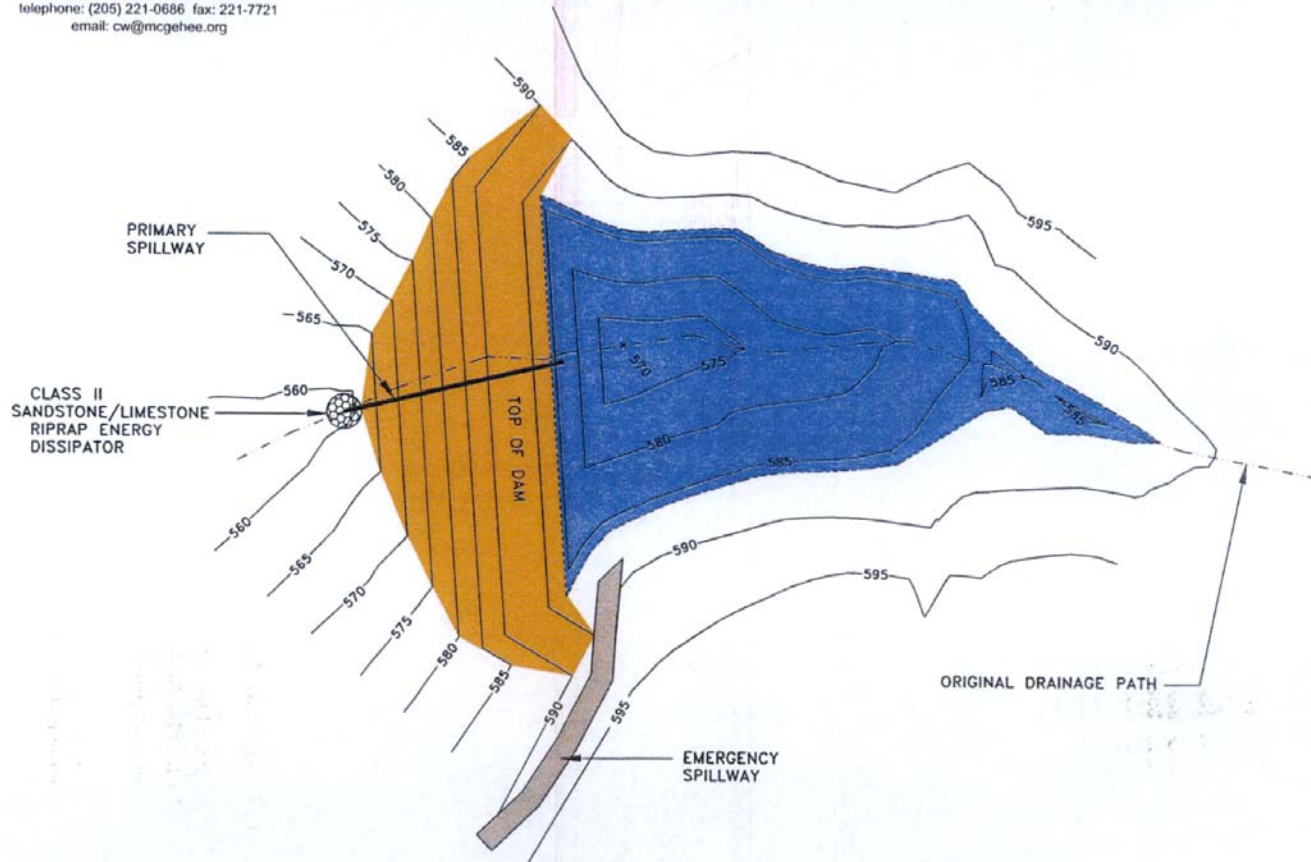 telephone: (205) 221-0686 fax: 221-7721
email: cw@mcgehee.org
590
585
580
575
570
565
560
PRIMARY
SPILLWAY
CLASS II
SANDSTONE/LIMESTONE
RIPRAP ENERGY
DISSIPATOR
TOP OF DAM
570
575
580
585
585
595
595
590
590
595
560
565
570
575
580
585
590
595
EMERGENCY
SPILLWAY
ORIGINAL DRAINAGE PATH